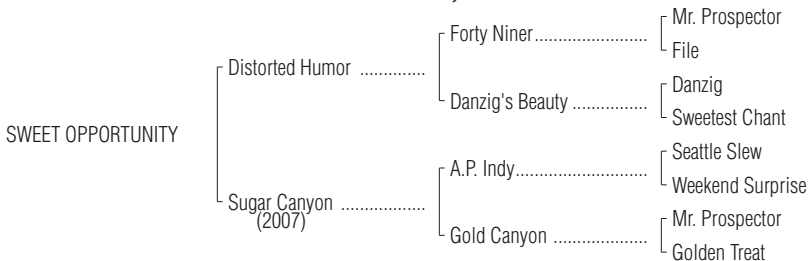 Mr. Prospector
Forty Niner
File
Distorted Humor
Danzig
Danzig's Beauty
Sweetest Chant
SWEET OPPORTUNITY
Seattle Slew
A.P. Indy
Weekend Surprise
Sugar Canyon
(2007)
Mr. Prospector
Gold Canyon
Golden Treat